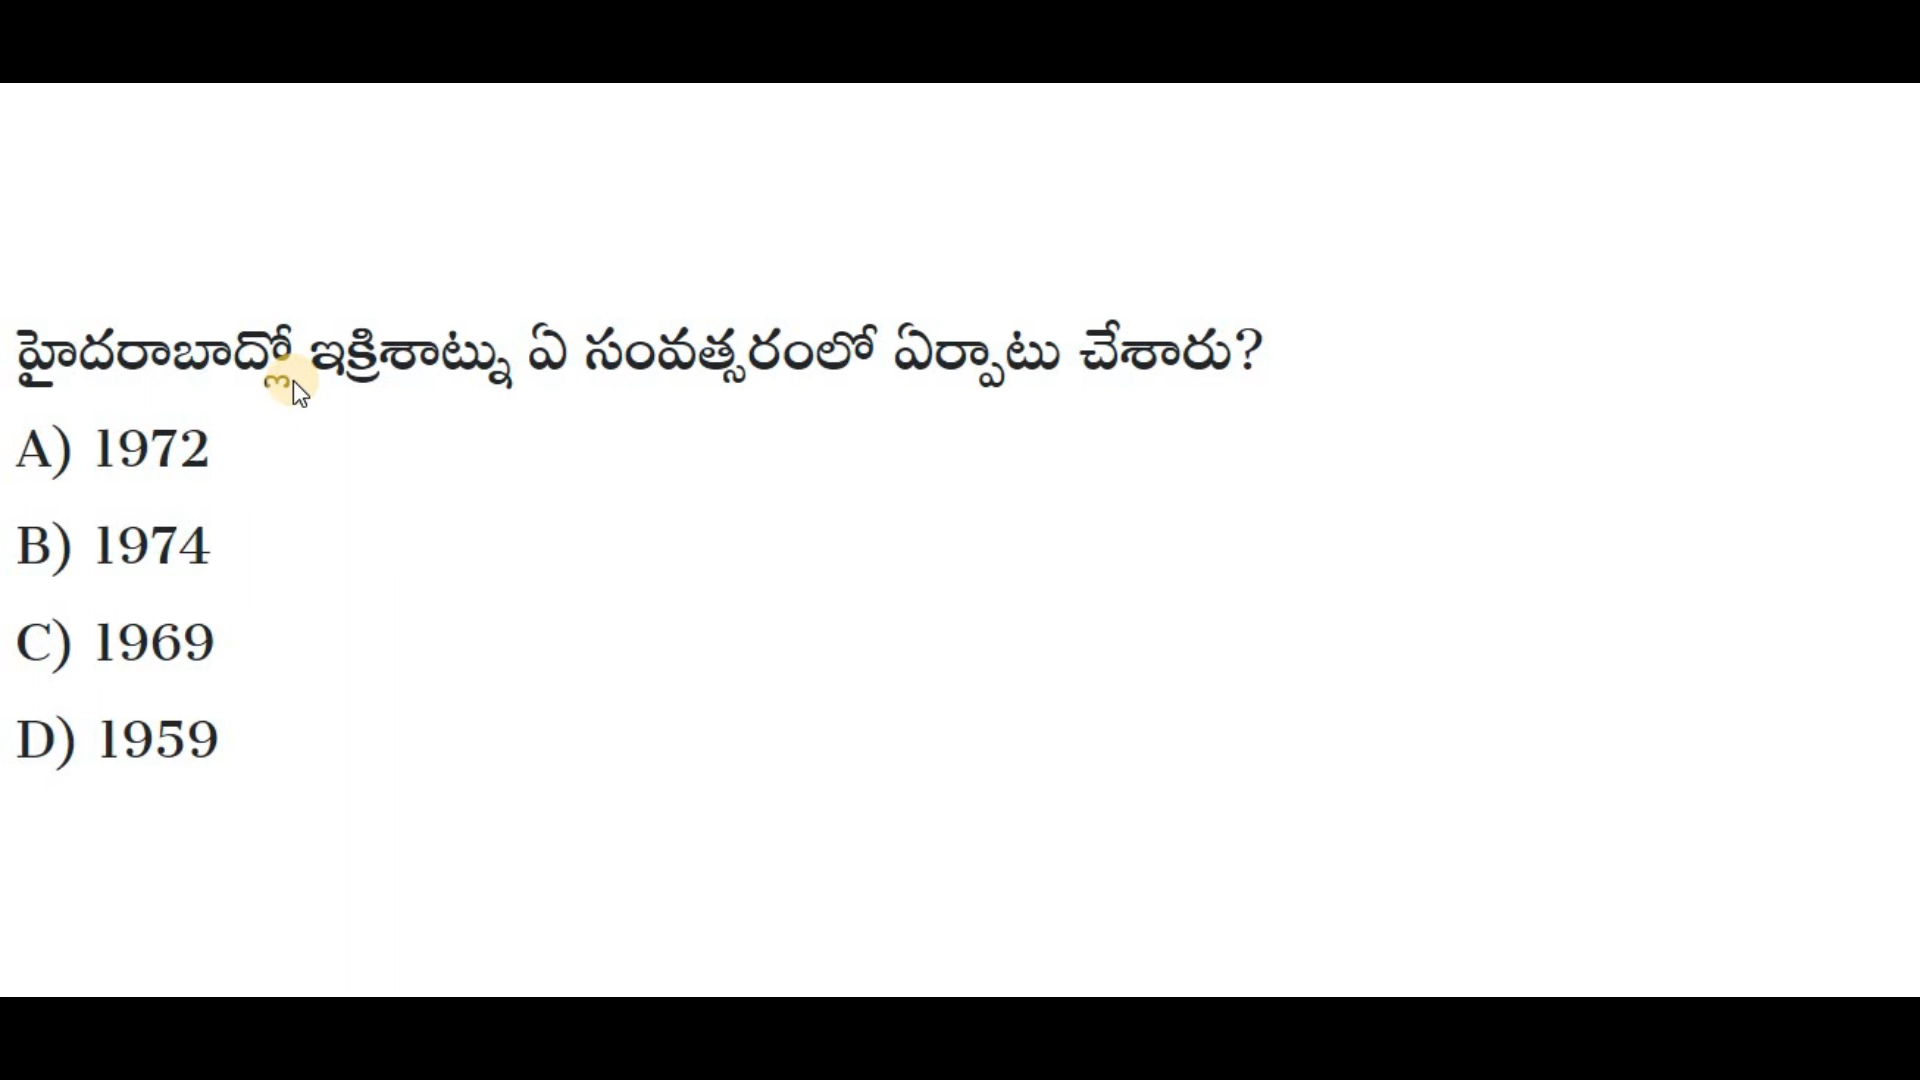 హైదరాబాద్లో ఇక్రిశాట్ను ఏ సంవత్సరంలో ఏర్పాటు చేశారు?
A) 1972
B) 1974
C) 1969
D) 1959